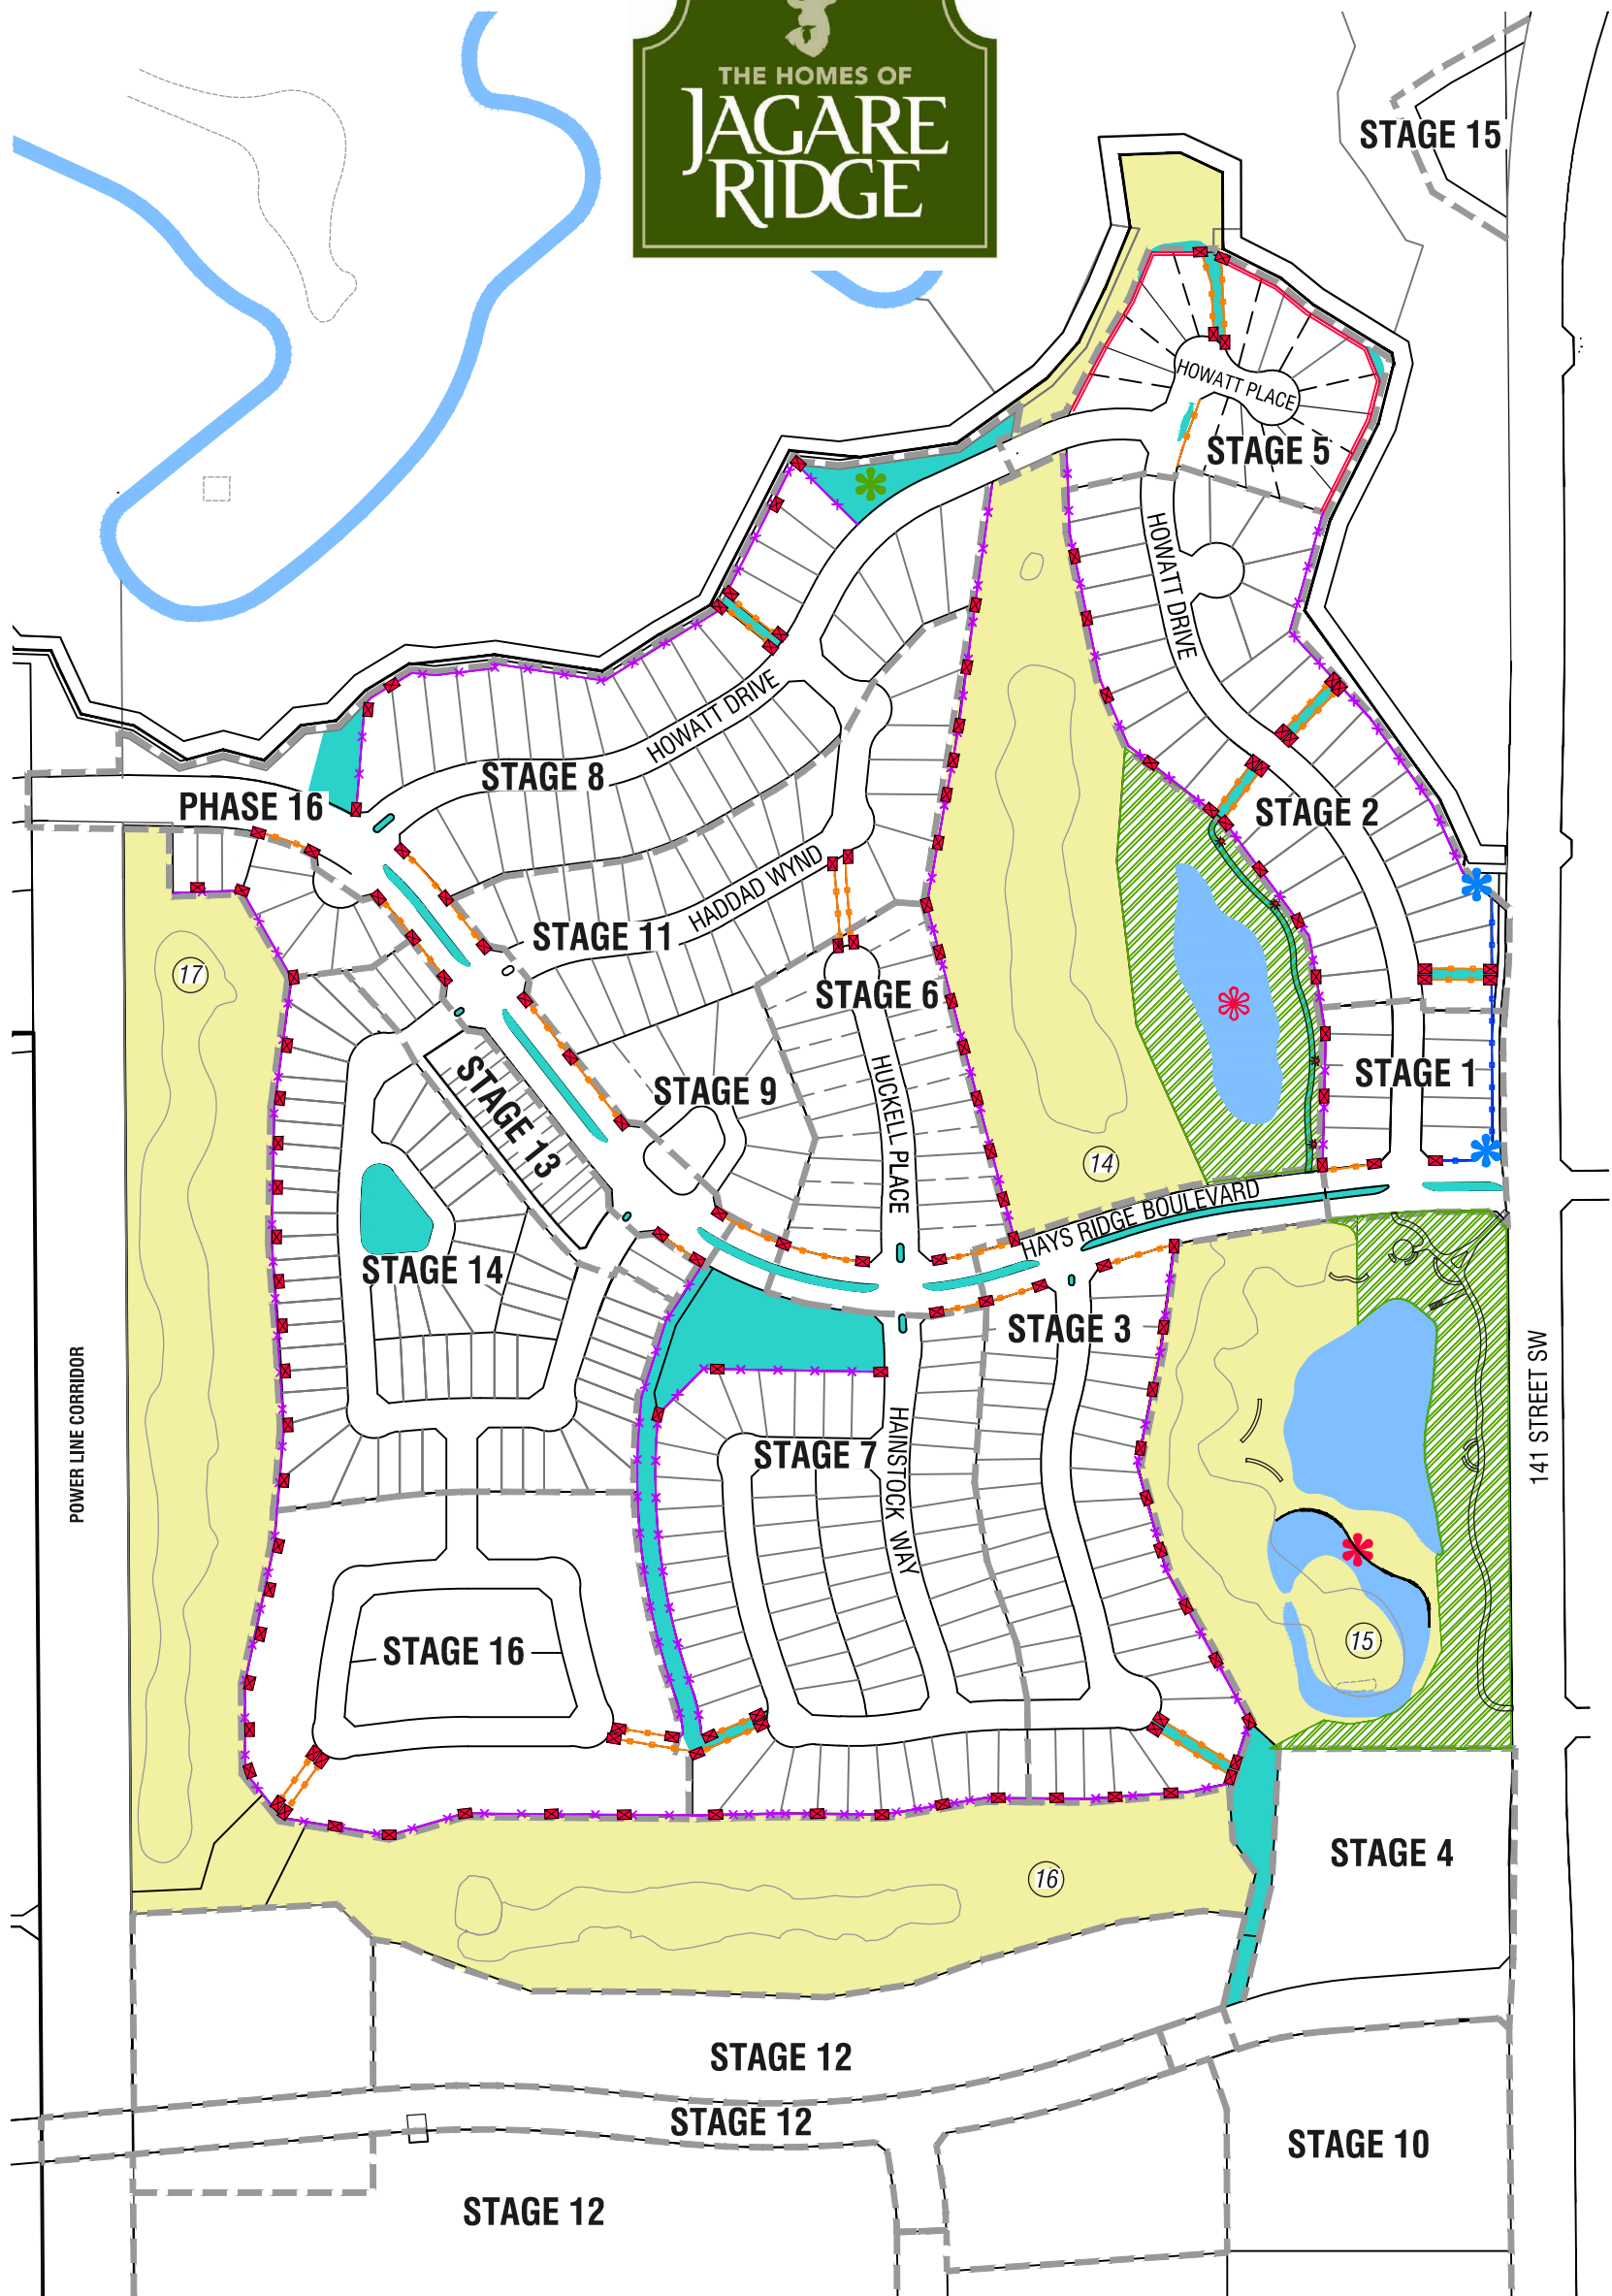 THE HOMES OF
JAGARE
RIDGE
STAGE 15
HOWATT PLACE
STAGE 5
HOWATT DRIVE
HOWATT DRIVE
STAGE 8
PHASE 16
STAGE 2
HADDAD WYND
STAGE 11
17
STAGE 6
STAGE 9
STAGE 1
STAGE 13
HUCKELL PLACE
14
HAYS RIDGE BOULEVARD
STAGE 14
STAGE 3
POWER LINE CORRIDOR
141 STREET SW
STAGE 7
HAINSTOCK WAY
STAGE 16
15
STAGE 4
16
STAGE 12
STAGE 12
STAGE 10
STAGE 12